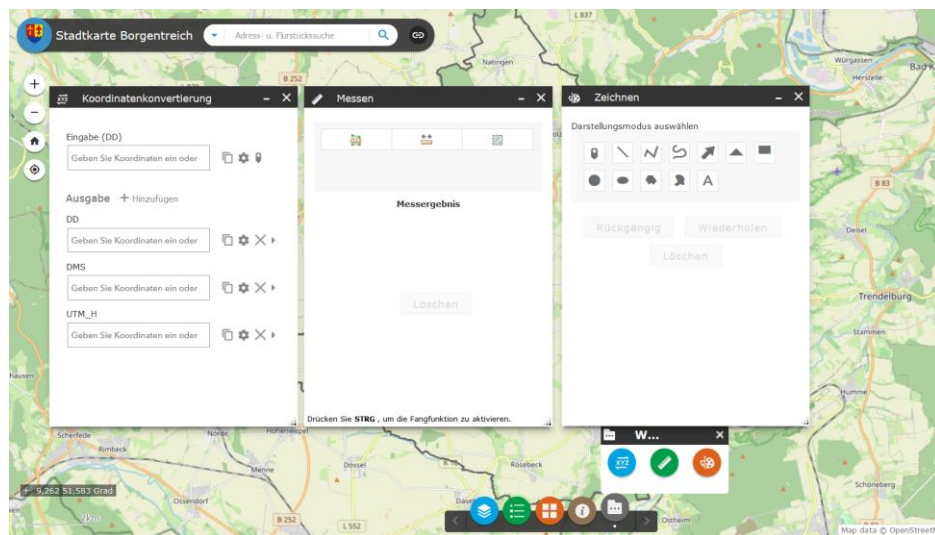 L 837
Stadtkarte Borgentreich
Adress- u. Flurstückssuche
Natingen
Würgassen
Bad K
Herstelle
B 252
+
−
XYZ Koordinatenkonvertierung
Messen
Zeichnen
Eingabe (DD)
Geben Sie Koordinaten ein oder
Ausgabe + Hinzufügen
DD
Geben Sie Koordinaten ein oder
DMS
Geben Sie Koordinaten ein oder
UTM_H
Geben Sie Koordinaten ein oder
Messergebnis
Löschen
Drücken Sie STRG , um die Fangfunktion zu aktivieren.
Darstellungsmodus auswählen
A
Rückgängig
Wiederholen
Löschen
B 83
Deisel
Trendelburg
Stammen
hausen
Hümme
Scherfede
Nörde
Hohenwepel
W...
XYZ
Rimbeck
Menne
Dössel
Rosebeck
Schöneberg
9,262 51,583 Grad
Ossendorf
2km
B 252
L 552
Ostheim
Map data © OpenStreetM